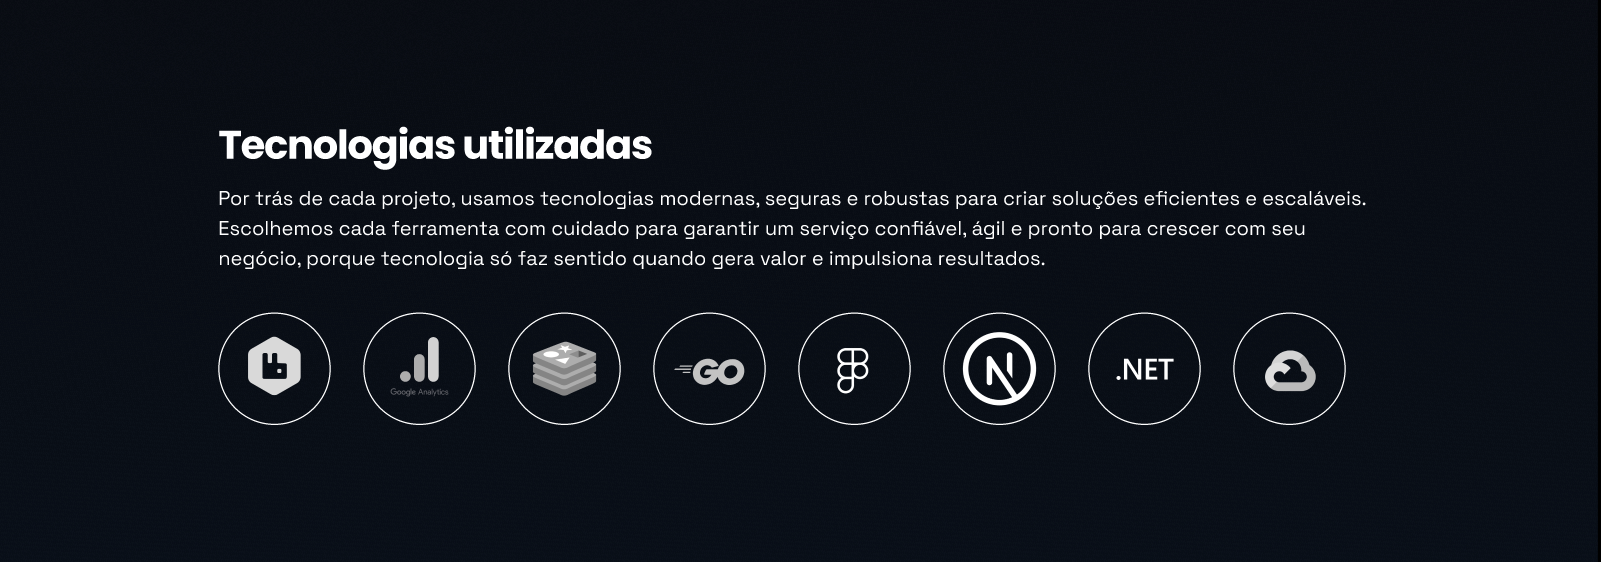 Tecnologias utilizadas
Por trás de cada projeto, usamos tecnologias modernas, seguras e robustas para criar soluções eficientes e escaláveis.
Escolhemos cada ferramenta com cuidado para garantir um serviço confiável, ágil e pronto para crescer com seu
negócio, porque tecnologia só faz sentido quando gera valor e impulsiona resultados.
Google Analytics
GO
N
.NET